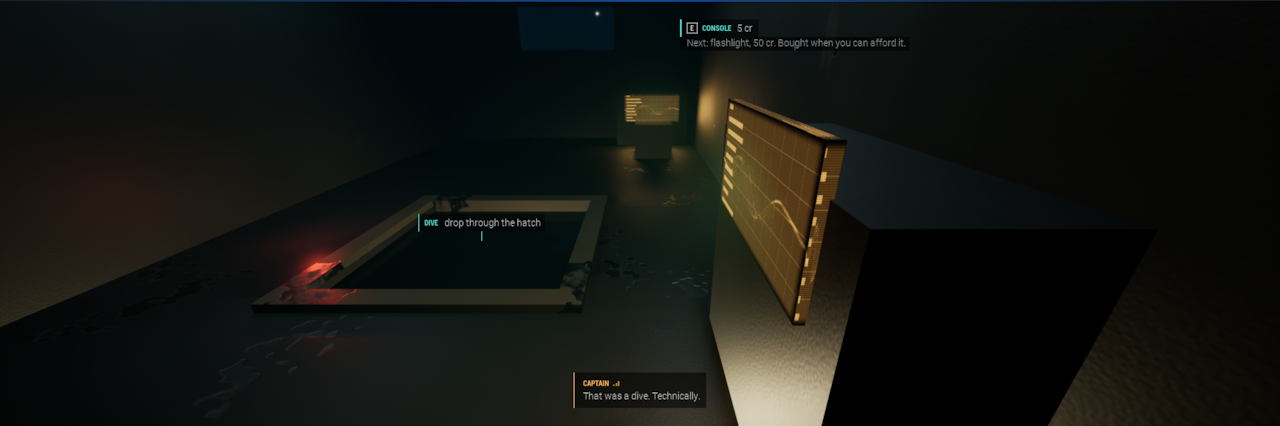 E CONSOLE 5 cr
Next: flashlight, 50 cr. Bought when you can afford it.
DIVE drop through the hatch
CAPTAIN
That was a dive. Technically.